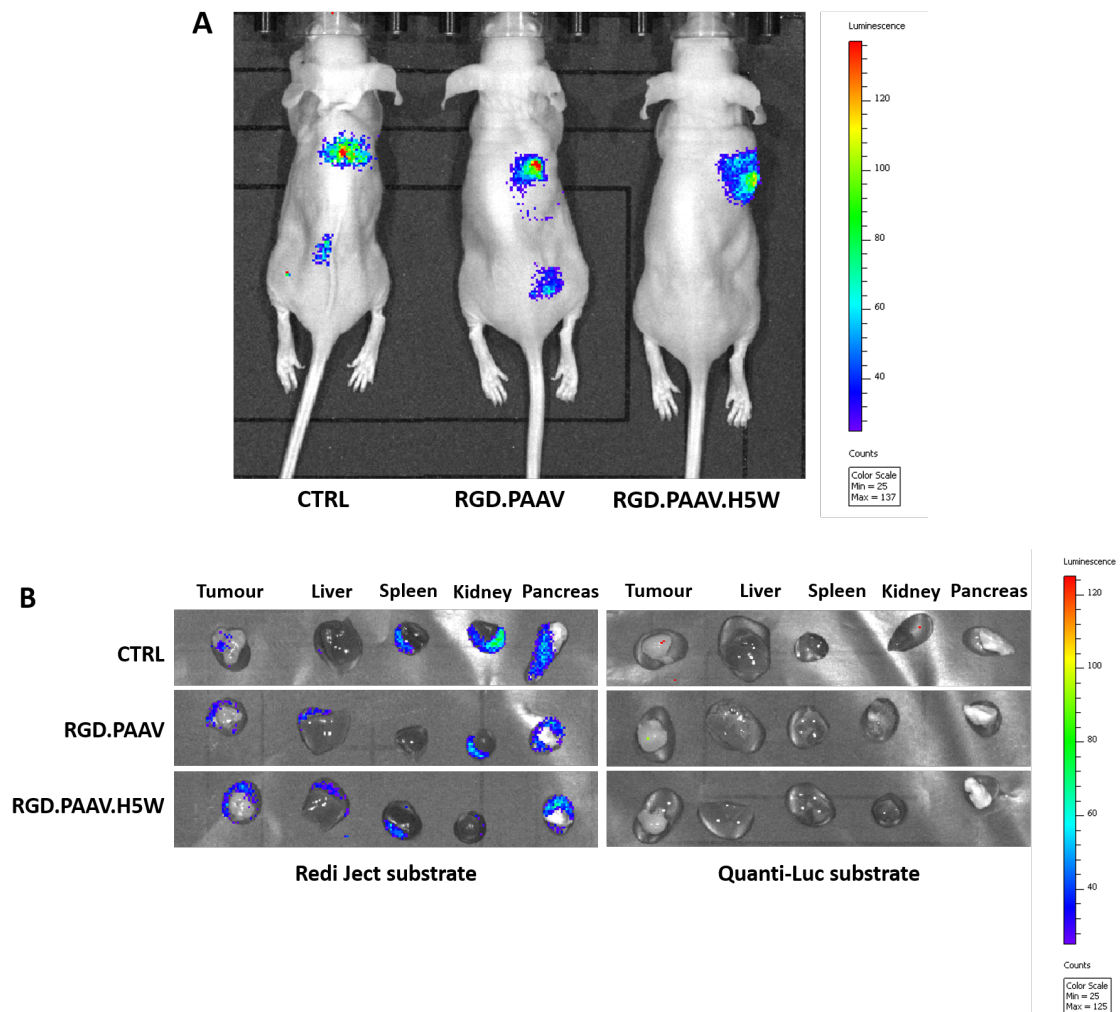 A
Luminescence
120
100
80
60
40
Counts
Color Scale
Min = 25
Max = 137
CTRL RGD.PAAV RGD.PAAV.H5W
B
Tumour Liver Spleen Kidney Pancreas Tumour Liver Spleen Kidney Pancreas
CTRL
RGD.PAAV
RGD.PAAV.H5W
Redi Ject substrate Quanti-Luc substrate
Luminescence
120
100
80
60
40
Counts
Color Scale
Min = 25
Max = 125